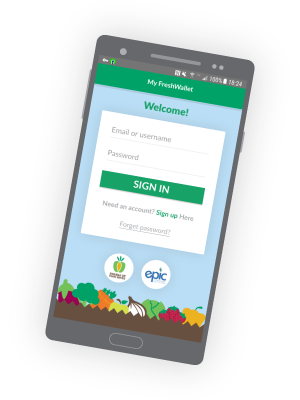 100% 18:24
My FreshWallet
Welcome!
Email or username
Password
SIGN IN
Need an account? Sign up Here
Forgot password?
epic